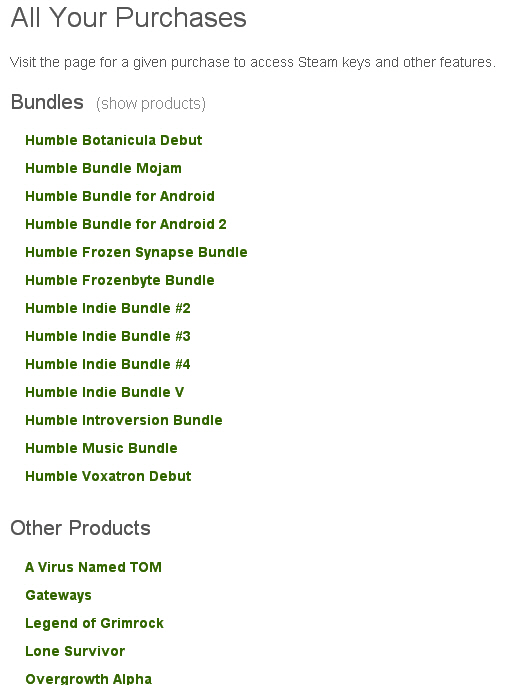 All Your Purchases
Visit the page for a given purchase to access Steam keys and other features.
Bundles (show products)
Humble Botanicula Debut
Humble Bundle Mojam
Humble Bundle for Android
Humble Bundle for Android 2
Humble Frozen Synapse Bundle
Humble Frozenbyte Bundle
Humble Indie Bundle #2
Humble Indie Bundle #3
Humble Indie Bundle #4
Humble Indie Bundle V
Humble Introversion Bundle
Humble Music Bundle
Humble Voxatron Debut
Other Products
A Virus Named TOM
Gateways
Legend of Grimrock
Lone Survivor
Overgrowth Alpha